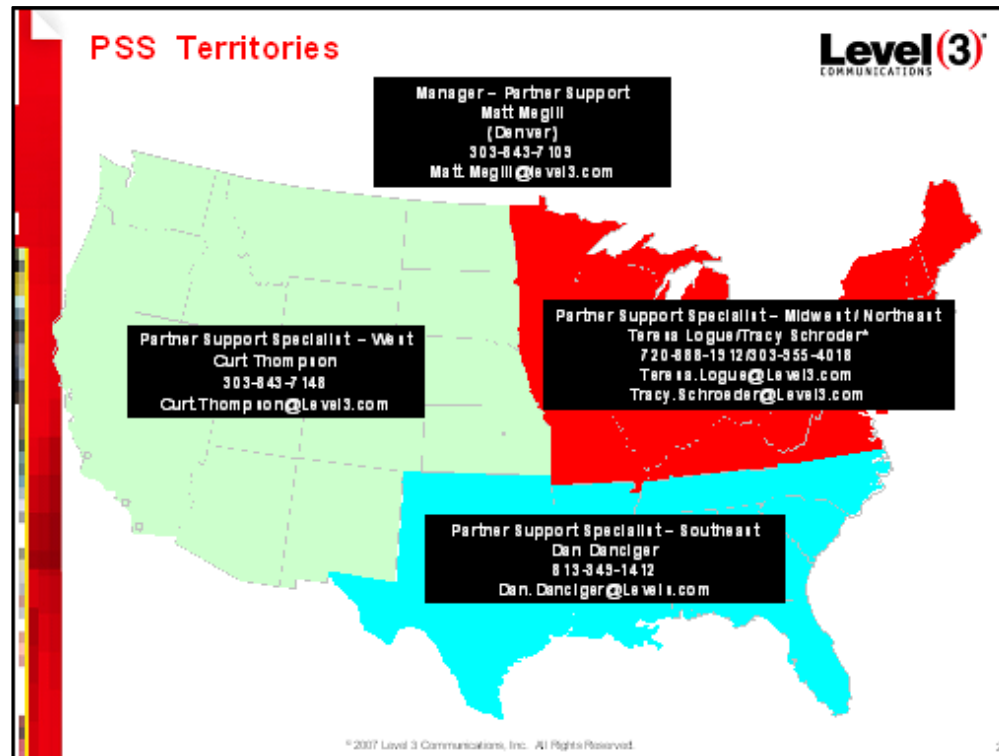 PSS Territories
Level(3)
COMMUNICATIONS
Manager – Partner Support
Matt Megill
(Denver)
303-843-7109
Matt.Megill@level3.com
Partner Support Specialist – Midwest / Northeast
Teresa Logue/Tracy Schroder*
720-888-1912/303-955-4018
Teresa.Logue@Level3.com
Tracy.Schroeder@Level3.com
Partner Support Specialist – West
Curt Thompson
303-843-7148
Curt.Thompson@Level3.com
Partner Support Specialist – Southeast
Dan Danciger
813-349-1412
Dan.Danciger@Levels.com
©2007 Level 3 Communications, Inc. All Rights Reserved.